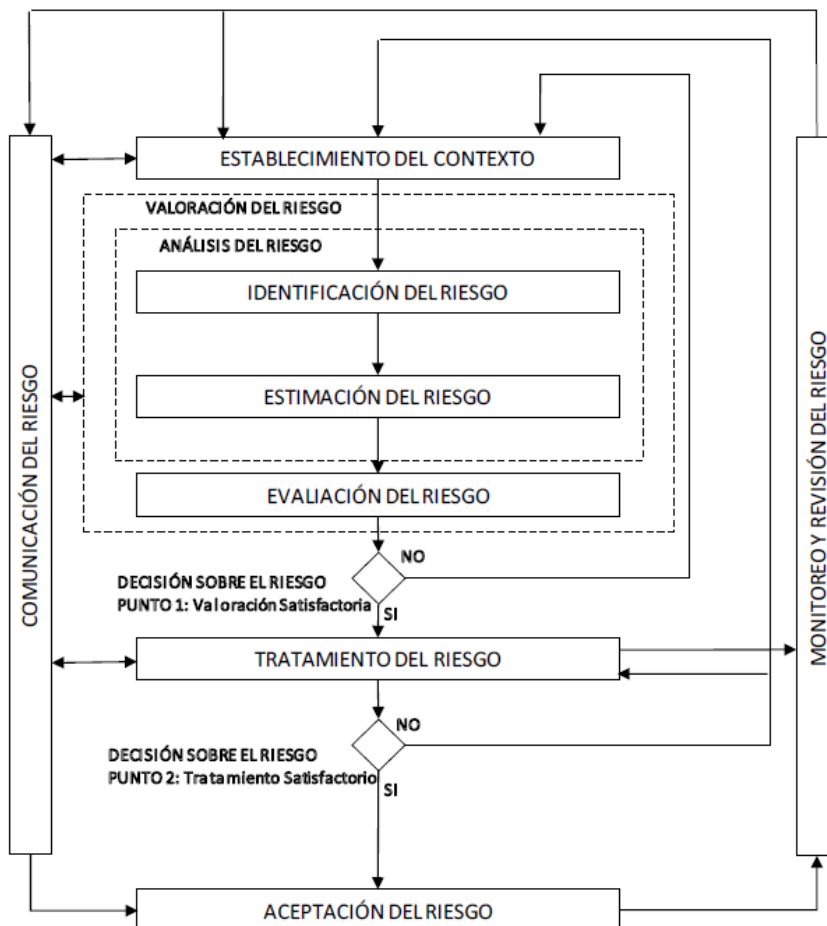 ESTABLECIMIENTO DEL CONTEXTO
VALORACIÓN DEL RIESGO
ANÁLISIS DEL RIESGO
IDENTIFICACIÓN DEL RIESGO
ESTIMACIÓN DEL RIESGO
EVALIACIÓN DEL RIESGO
NO
DECISIÓN SOBRE EL RIESGO
PUNTO 1: Valoración Satisfactoria
SI
TRATAMIENTO DEL RIESGO
NO
DECISIÓN SOBRE EL RIESGO
PUNTO 2: Tratamiento Satisfactorio
SI
ACEPTACIÓN DEL RIESGO
COMUNICACIÓN DEL RIESGO
MONITOREO Y REVISIÓN DEL RIESGO